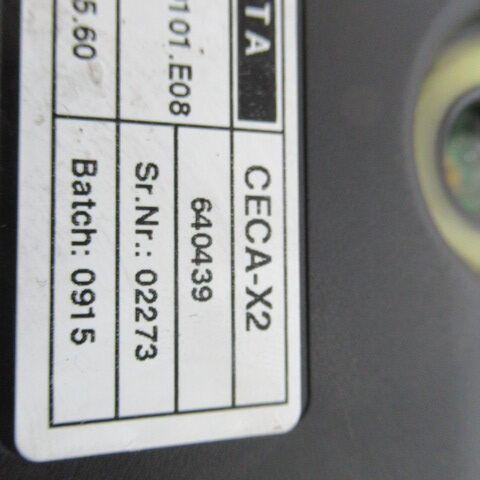 TA CECA-X2
101.E08 640439
Sr.Nr.: 02273
5.60 Batch: 0915